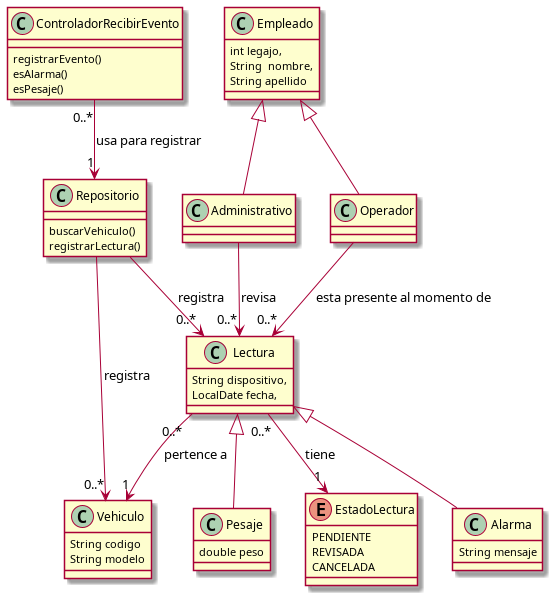 C ControladorRecibirEvento
registrarEvento()
esAlarma()
esPesaje()
C Empleado
int legajo,
String  nombre,
String apellido
0..*
usa para registrar
1
C Repositorio
buscarVehiculo()
registrarLectura()
C Administrativo
C Operador
registra
0..*
revisa
0..*
esta presente al momento de
0..*
C Lectura
String dispositivo,
LocalDate fecha,
registra
0..*
0..*
pertence a
1
0..*
tiene
1
C Vehiculo
String codigo
String modelo
C Pesaje
double peso
E EstadoLectura
PENDIENTE
REVISADA
CANCELADA
C Alarma
String mensaje